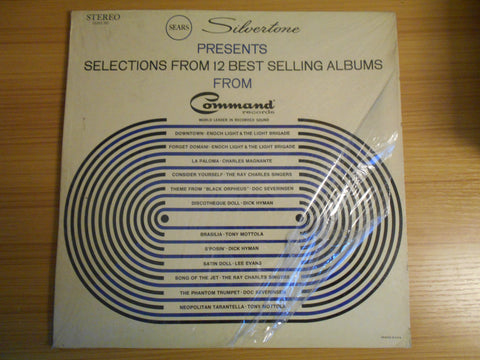 STEREO
SEARS Silvertone
PRESENTS
SELECTIONS FROM 12 BEST SELLING ALBUMS
FROM
Command
records
WORLD LEADER IN RECORDED SOUND
DOWNTOWN · ENOCH LIGHT & THE LIGHT BRIGADE
FORGET DOMANI · ENOCH LIGHT & THE LIGHT BRIGADE
LA PALOMA · CHARLES MAGNANTE
CONSIDER YOURSELF · THE RAY CHARLES SINGERS
THEME FROM "BLACK ORPHEUS" · DOC SEVERINSEN
DISCOTHEQUE DOLL · DICK HYMAN
BRASILIA · TONY MOTTOLA
S'POSIN' · DICK HYMAN
SATIN DOLL · LEE EVANS
SONG OF THE JET · THE RAY CHARLES SINGERS
THE PHANTOM TRUMPET · DOC SEVERINSEN
NEOPOLITAN TARANTELLA · TONY MOTTOLA